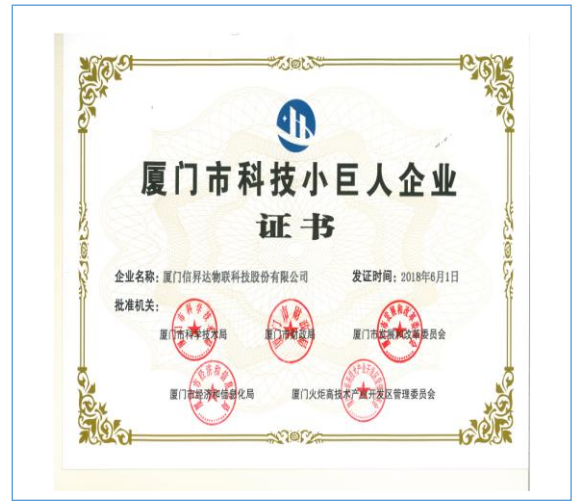 厦门市科技小巨人企业
证书
企业名称：厦门信昇达物联科技股份有限公司 发证时间：2018年6月1日
批准机关：
厦门市科学技术局 厦门市财政局 厦门市发展和改革委员会
厦门市经济和信息化局 厦门火炬高技术产业开发区管理委员会